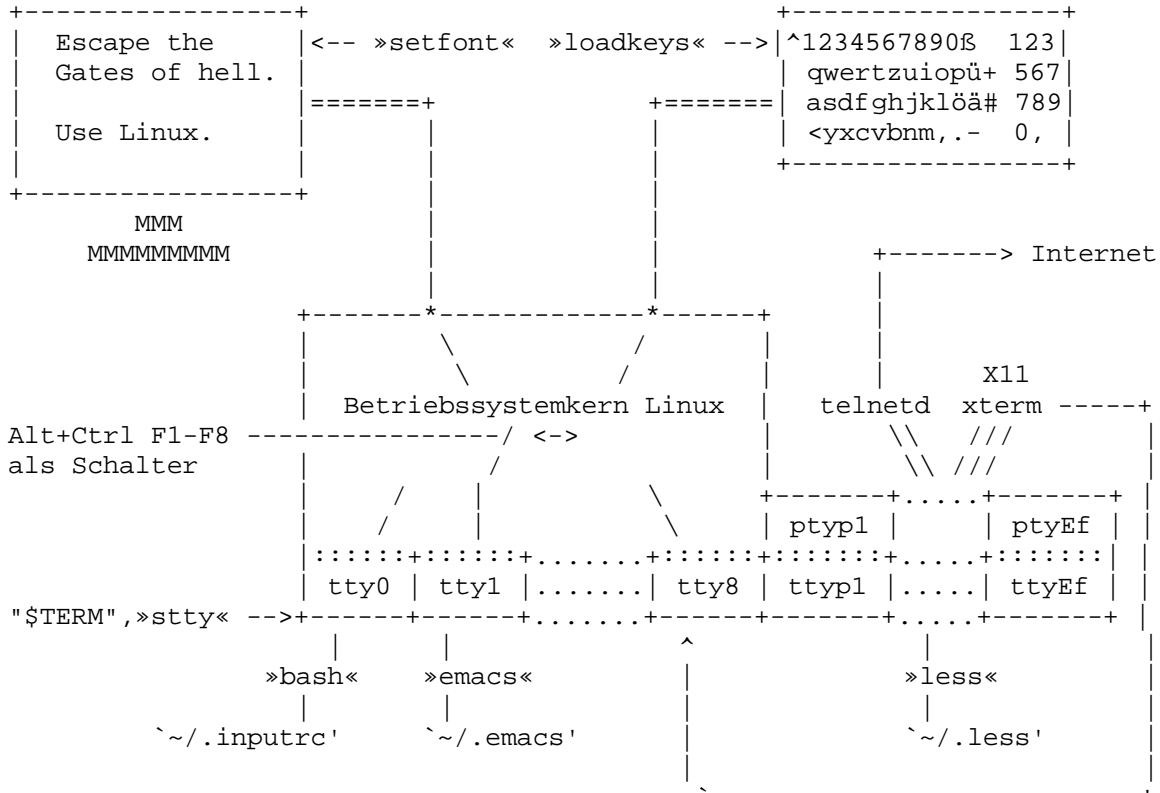 Escape the <-- »setfont« »loadkeys« --> ^1234567890ß 123
Gates of hell. qwertzuiopü+ 567
asdfghjklöä# 789
Use Linux. <yxcvbnm,.- 0,
MMM
MMMMMMMMM +-------> Internet
X11
Betriebssystemkern Linux telnetd xterm -----+
Alt+Ctrl F1-F8 ----------------/ <->
als Schalter
ptyp1 ptyEf
tty0 | tty1 |.......| tty8 | ttyp1 |.....| ttyEf
"$TERM",»stty« -->
»bash« »emacs« »less«
`~/.inputrc' `~/.emacs' `~/.less'